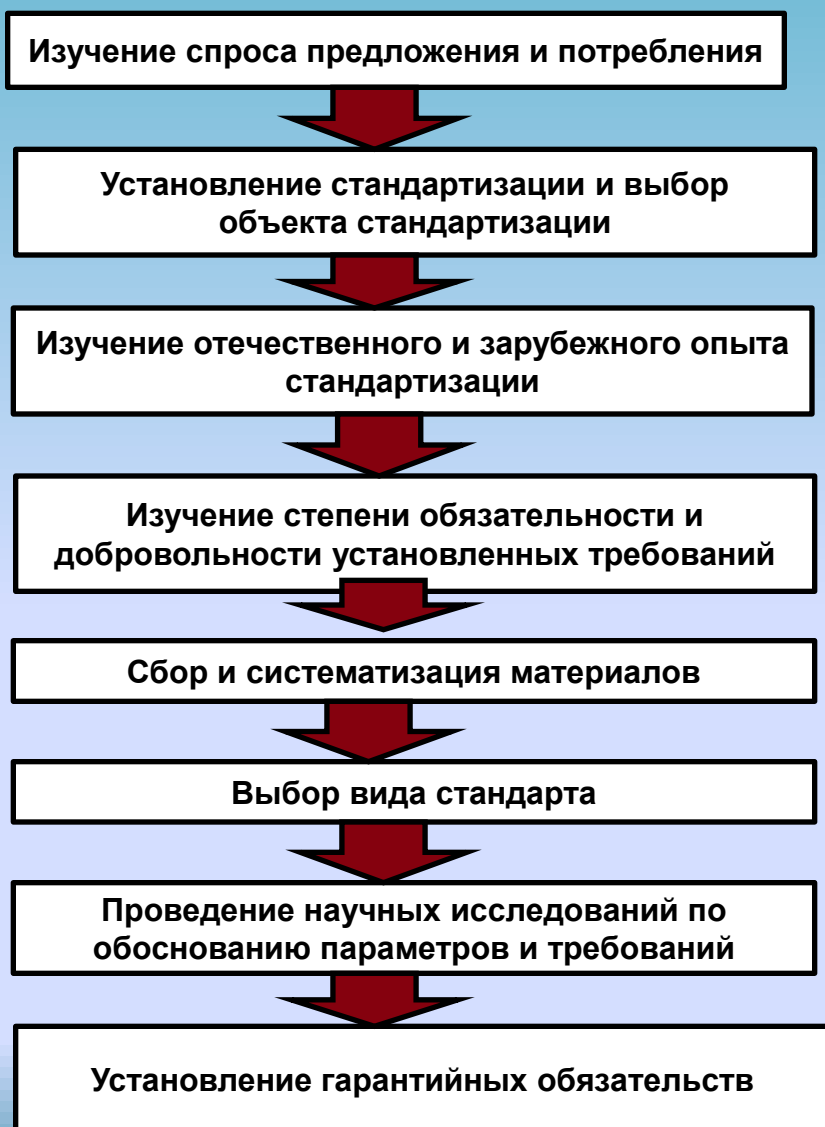 Изучение спроса предложения и потребления
Установление стандартизации и выбор
объекта стандартизации
Изучение отечественного и зарубежного опыта
стандартизации
Изучение степени обязательности и
добровольности установленных требований
Сбор и систематизация материалов
Выбор вида стандарта
Проведение научных исследований по
обоснованию параметров и требований
Установление гарантийных обязательств